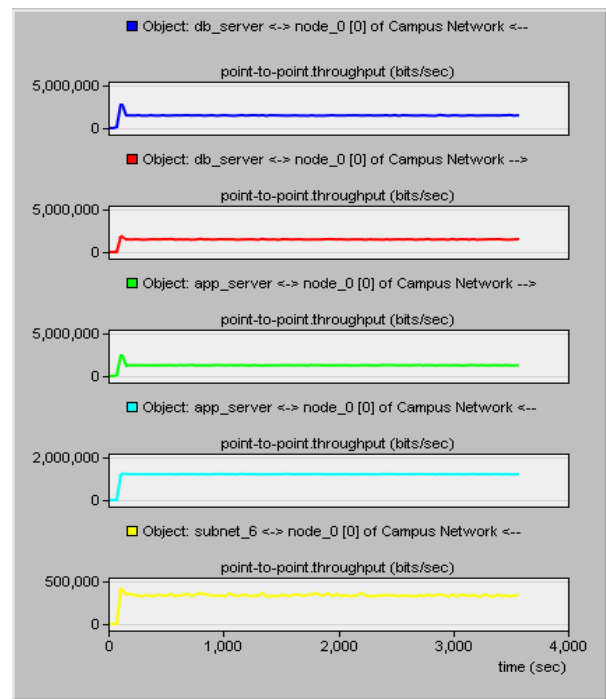 Object: db_server <-> node_0 [0] of Campus Network <--
point-to-point.throughput (bits/sec)
5,000,000
0
Object: db_server <-> node_0 [0] of Campus Network -->
point-to-point.throughput (bits/sec)
5,000,000
0
Object: app_server <-> node_0 [0] of Campus Network -->
point-to-point.throughput (bits/sec)
5,000,000
0
Object: app_server <-> node_0 [0] of Campus Network <--
point-to-point.throughput (bits/sec)
2,000,000
0
Object: subnet_6 <-> node_0 [0] of Campus Network <--
point-to-point.throughput (bits/sec)
500,000
0
0 1,000 2,000 3,000 4,000
time (sec)